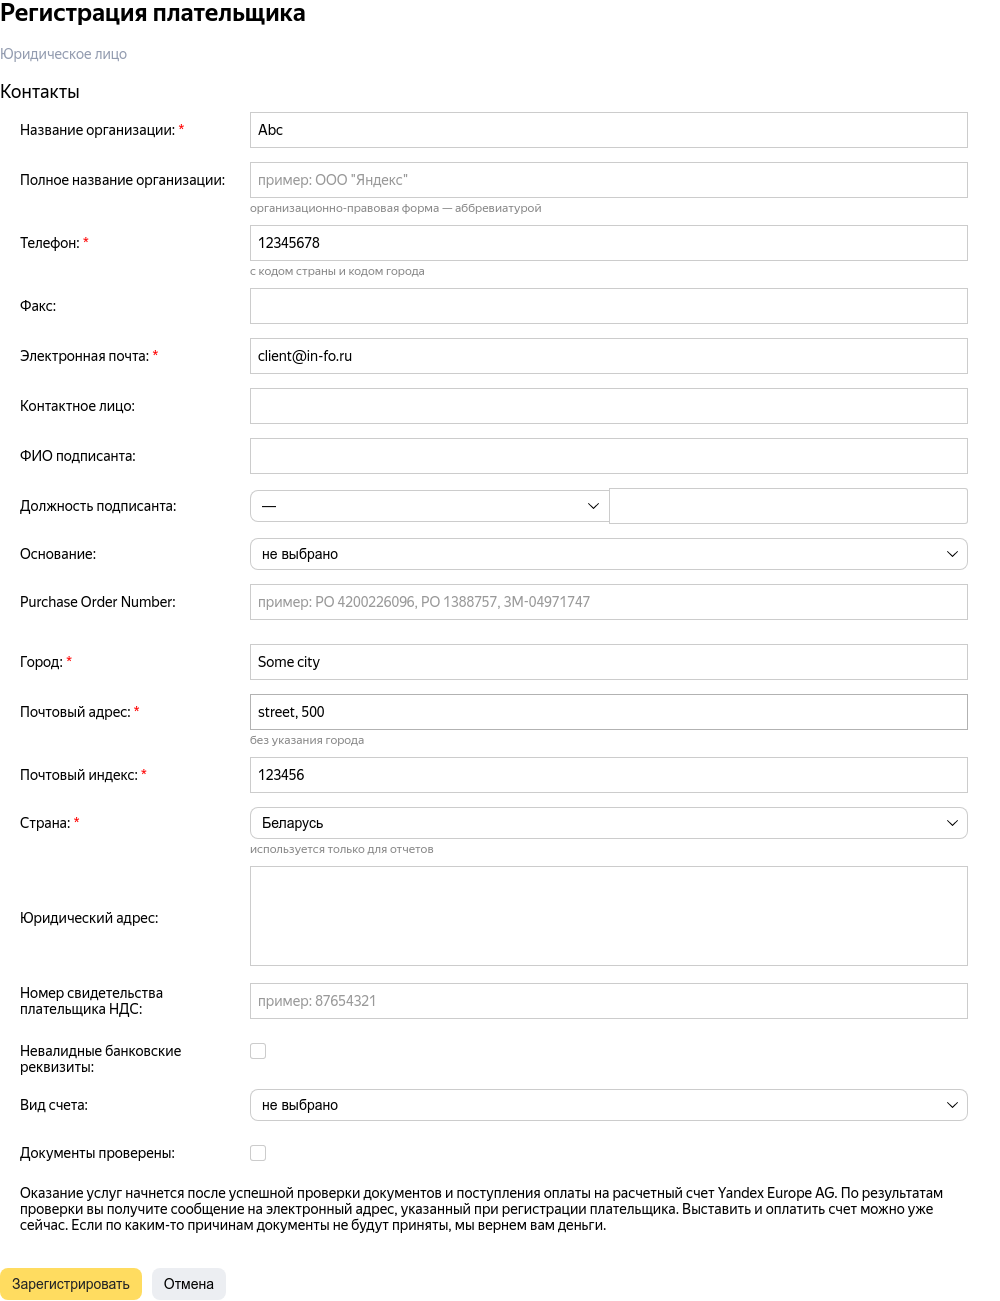 Регистрация плательщика
Юридическое лицо
Контакты
Название организации: *
Abc
Полное название организации:
пример: ООО "Яндекс"
организационно-правовая форма — аббревиатурой
Телефон: *
12345678
с кодом страны и кодом города
Факс:
Электронная почта: *
client@in-fo.ru
Контактное лицо:
ФИО подписанта:
Должность подписанта:
—
Основание:
не выбрано
Purchase Order Number:
пример: PO 4200226096, РО 1388757, ЗМ-04971747
Город: *
Some city
Почтовый адрес: *
street, 500
без указания города
Почтовый индекс: *
123456
Страна: *
Беларусь
используется только для отчетов
Юридический адрес:
Номер свидетельства
плательщика НДС:
пример: 87654321
Невалидные банковские
реквизиты:
Вид счета:
не выбрано
Документы проверены:
Оказание услуг начнется после успешной проверки документов и поступления оплаты на расчетный счет Yandex Europe AG. По результатам
проверки вы получите сообщение на электронный адрес, указанный при регистрации плательщика. Выставить и оплатить счет можно уже
сейчас. Если по каким-то причинам документы не будут приняты, мы вернем вам деньги.
Зарегистрировать
Отмена